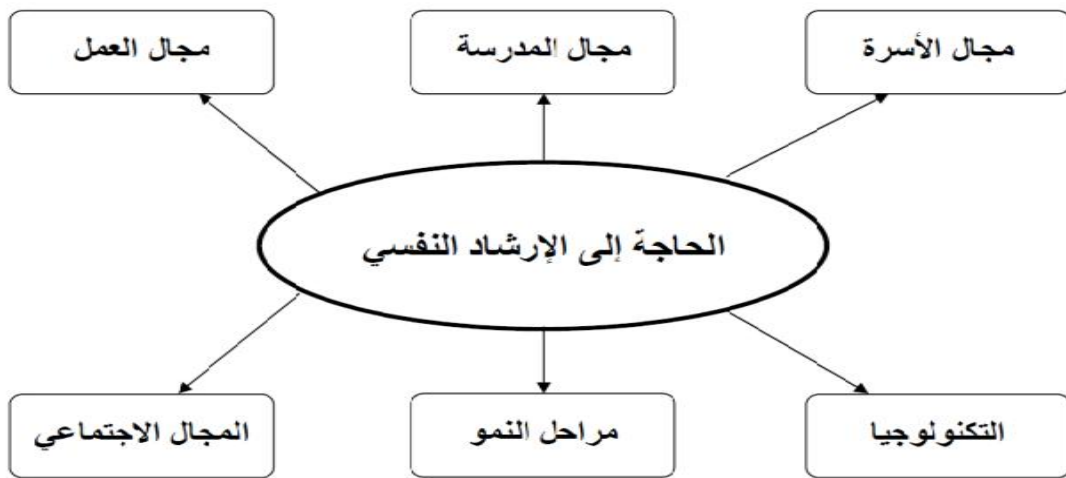 مجال الأسرة
مجال المدرسة
مجال العمل
الحاجة إلى الإرشاد النفسي
التكنولوجيا
مراحل النمو
المجال الاجتماعي